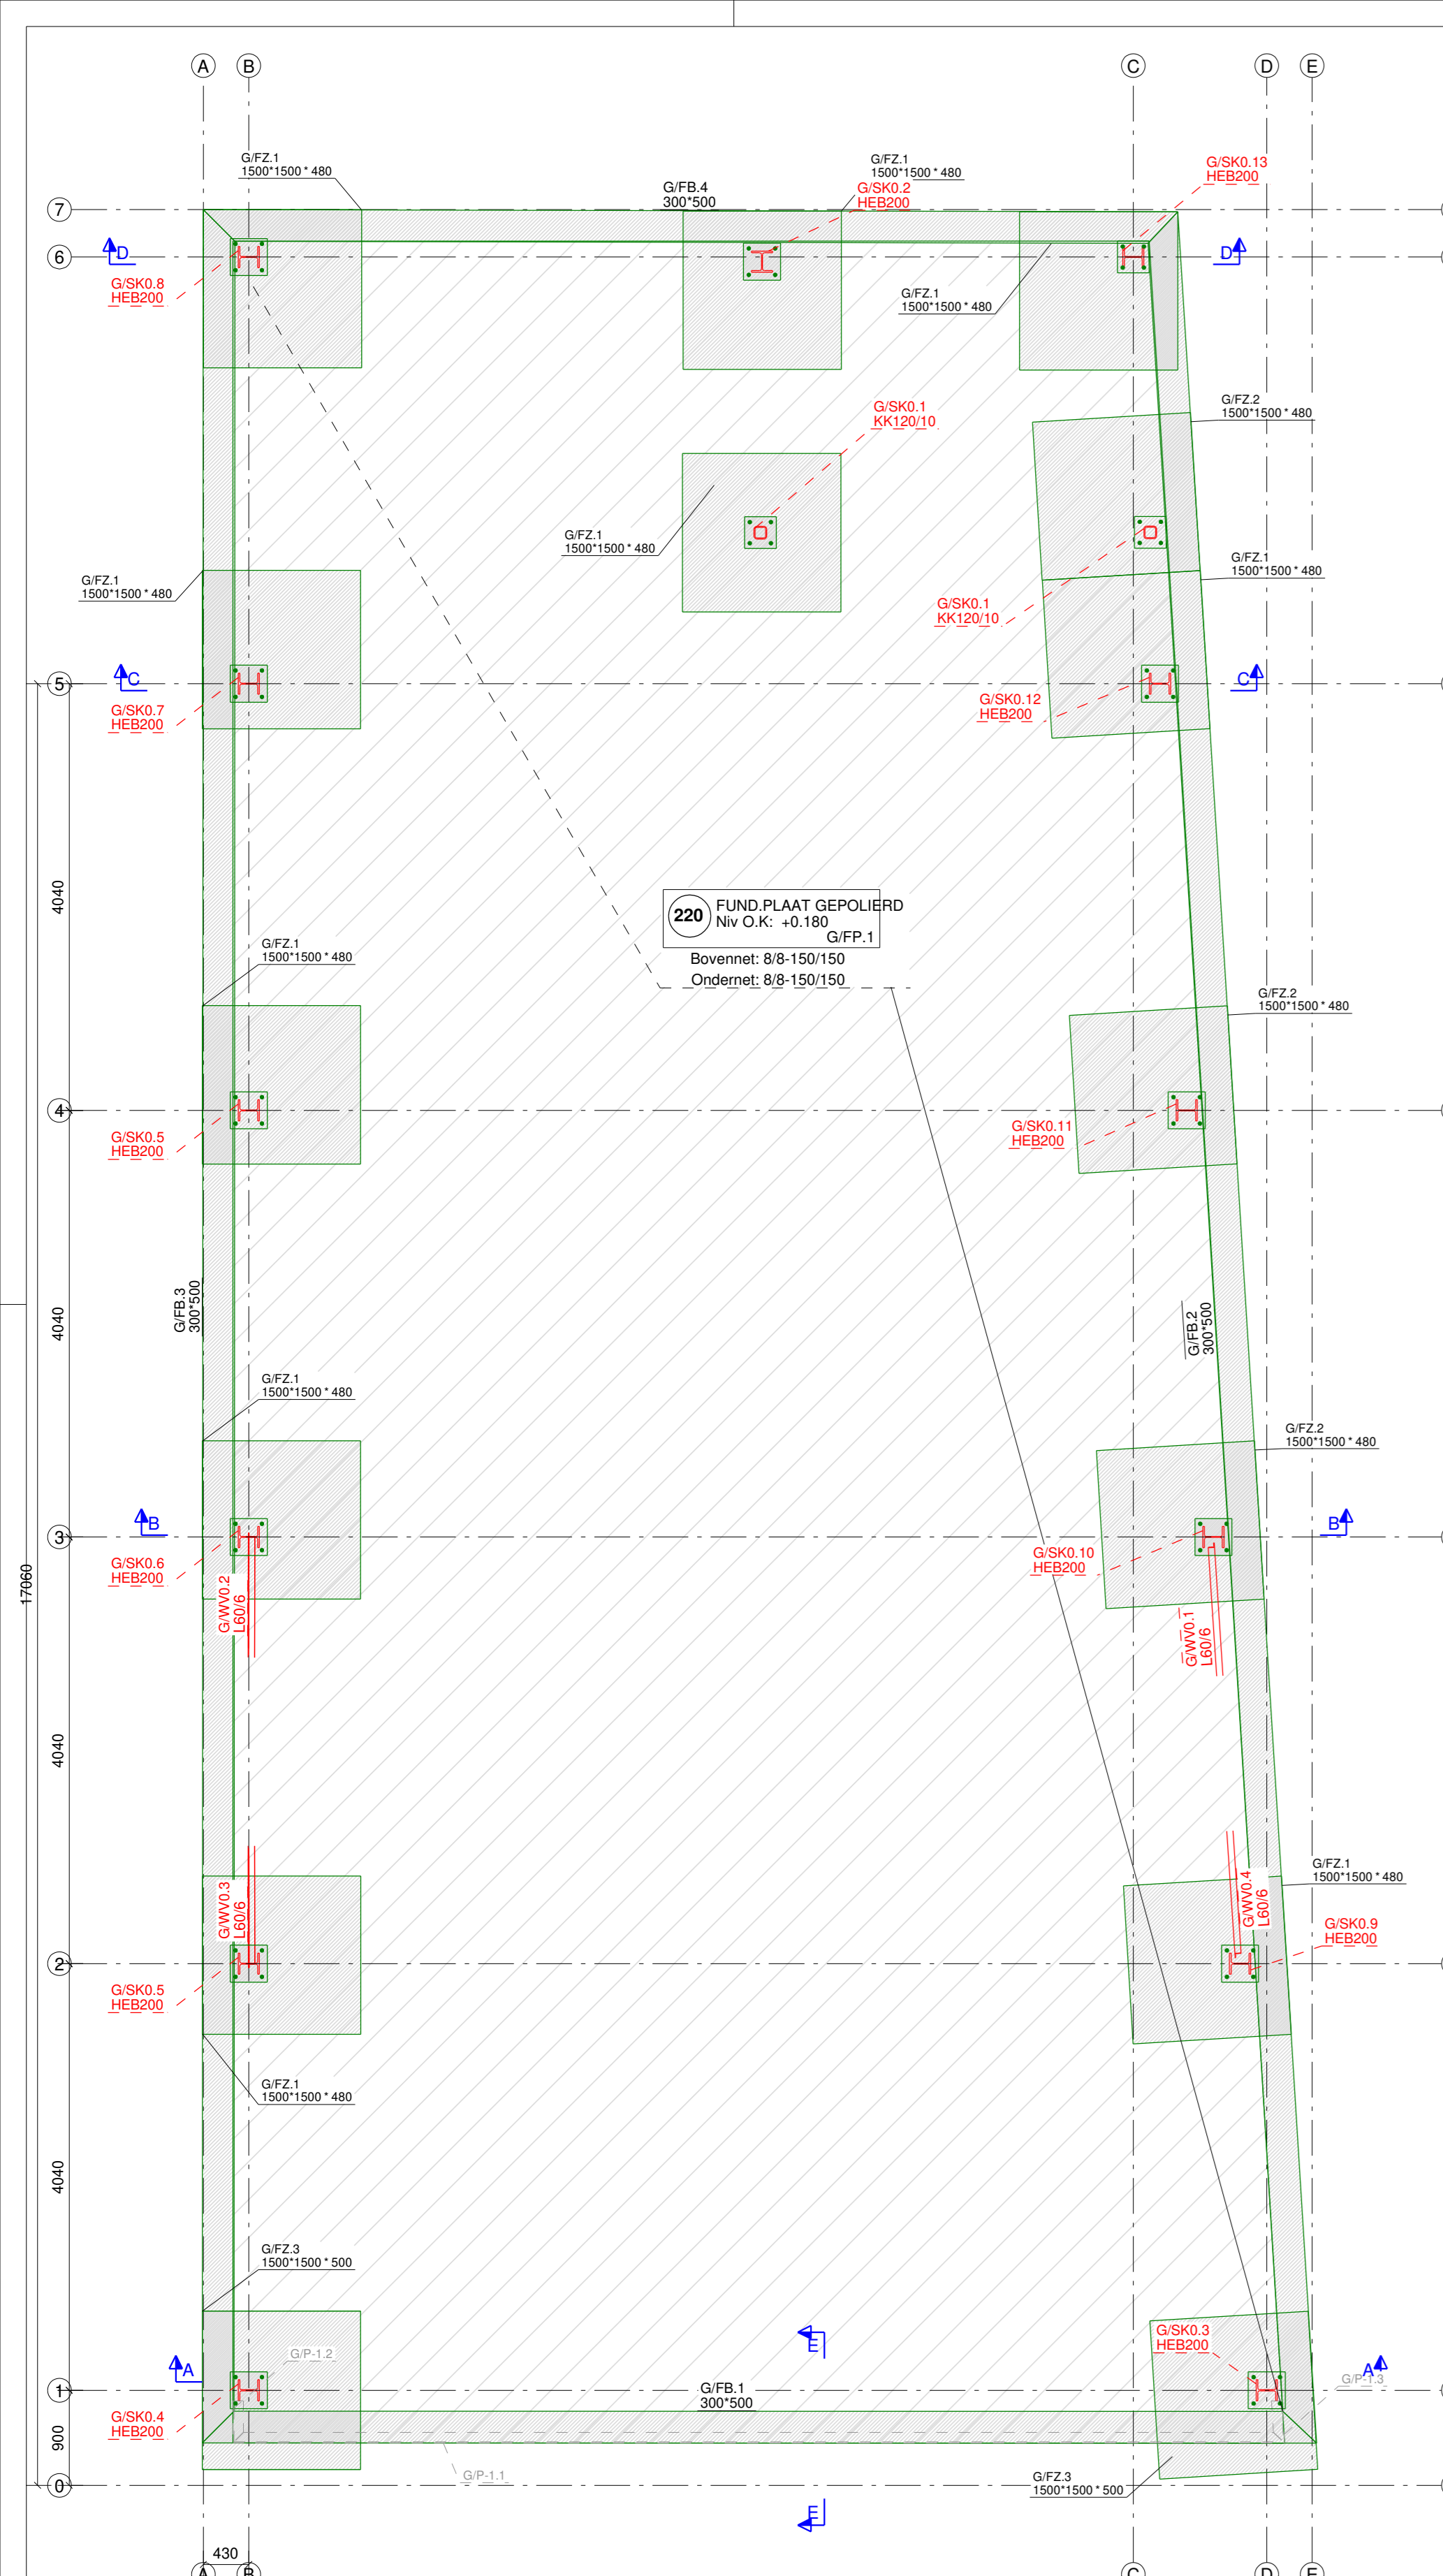 A
B
C
D
E
G/FZ.1
1500*1500 * 480
G/FZ.1
1500*1500 * 480
G/SK0.13
HEB200
G/FB.4
300*500
G/SK0.2
HEB200
7
6
D
D
G/SK0.8
HEB200
G/FZ.1
1500*1500 * 480
G/FZ.2
1500*1500 * 480
G/SK0.1
KK120/10
G/FZ.1
1500*1500 * 480
G/FZ.1
1500*1500 * 480
G/FZ.1
1500*1500 * 480
G/SK0.1
KK120/10
5
C
C
G/SK0.7
HEB200
G/SK0.12
HEB200
4040
220
FUND.PLAAT GEPOLIERD
Niv O.K: +0.180
G/FP.1
Bovennet: 8/8-150/150
Ondernet: 8/8-150/150
G/FZ.1
1500*1500 * 480
G/FZ.2
1500*1500 * 480
4
G/SK0.5
HEB200
G/SK0.11
HEB200
4040
G/FB.3
300*500
G/FB.2
300*500
G/FZ.1
1500*1500 * 480
G/FZ.2
1500*1500 * 480
3
B
B
17060
G/SK0.6
HEB200
G/WV0.2
L60/6
G/SK0.10
HEB200
G/WV0.1
L60/6
4040
G/WV0.3
L60/6
G/WV0.4
L60/6
G/FZ.1
1500*1500 * 480
G/SK0.9
HEB200
2
G/SK0.5
HEB200
G/FZ.1
1500*1500 * 480
4040
G/FZ.3
1500*1500 * 500
E
G/SK0.3
HEB200
G/P-1.2
A
A
G/P-1.3
1
G/FB.1
300*500
G/SK0.4
HEB200
900
G/P-1.1
G/FZ.3
1500*1500 * 500
0
E
430
A
B
C
D
E